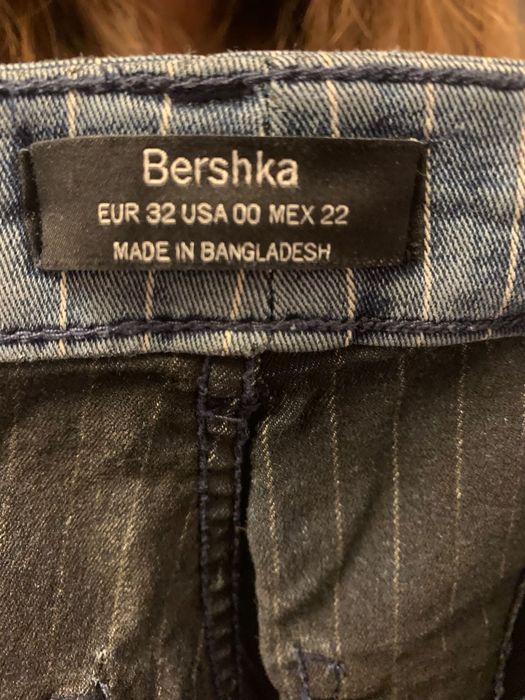 Bershka
EUR 32 USA 00 MEX 22
MADE IN BANGLADESH